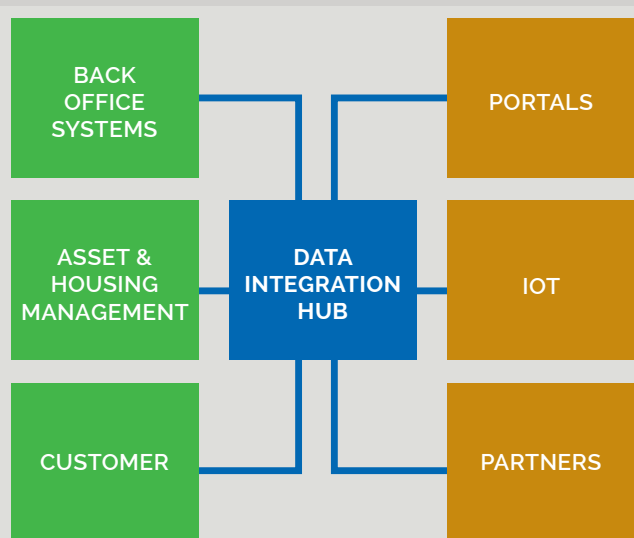 BACK
OFFICE
SYSTEMS
PORTALS
ASSET &
HOUSING
MANAGEMENT
DATA
INTEGRATION
HUB
IOT
CUSTOMER
PARTNERS